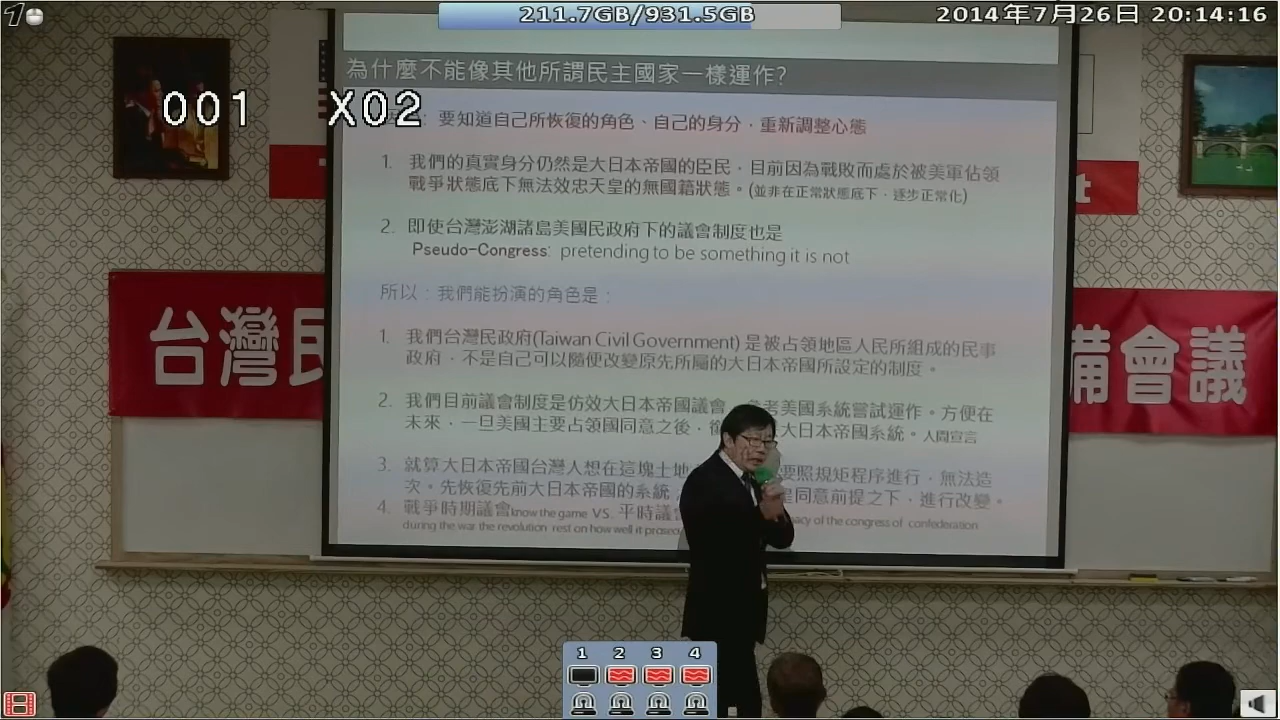 1
211.7GB/931.5GB
2014年7月26日 20:14:16
為什麼不能像其他所謂民主國家一樣運作?
001 X02
: 要知道自己所恢復的角色、自己的身分，重新調整心態
1. 我們的真實身分仍然是大日本帝國的臣民，目前因為戰敗而處於被美軍佔領
戰爭狀態底下無法效忠天皇的無國籍狀態。(並非在正常狀態底下，逐步正常化)
t
2. 即使台灣澎湖諸島美國民政府下的議會制度也是
Pseudo-Congress: pretending to be something it is not
所以：我們能扮演的角色是：
台灣民
備會議
1. 我們台灣民政府(Taiwan Civil Government) 是被占領地區人民所組成的民事
政府，不是自己可以隨便改變原先所屬的大日本帝國所設定的制度。
2. 我們目前議會制度是仿效大日本帝國議會 參考美國系統嘗試運作。方便在
未來，一旦美國主要占領國同意之後， 大日本帝國系統。人間宣言
3. 就算大日本帝國台灣人想在這塊土地 要照規矩程序進行，無法造
次。先恢復先前大日本帝國的系統 同意前提之下，進行改變。
4. 戰爭時期議會know the game VS. 平時議 of the congress of confederation
during the war the revolution rest on how well it
1 2 3 4